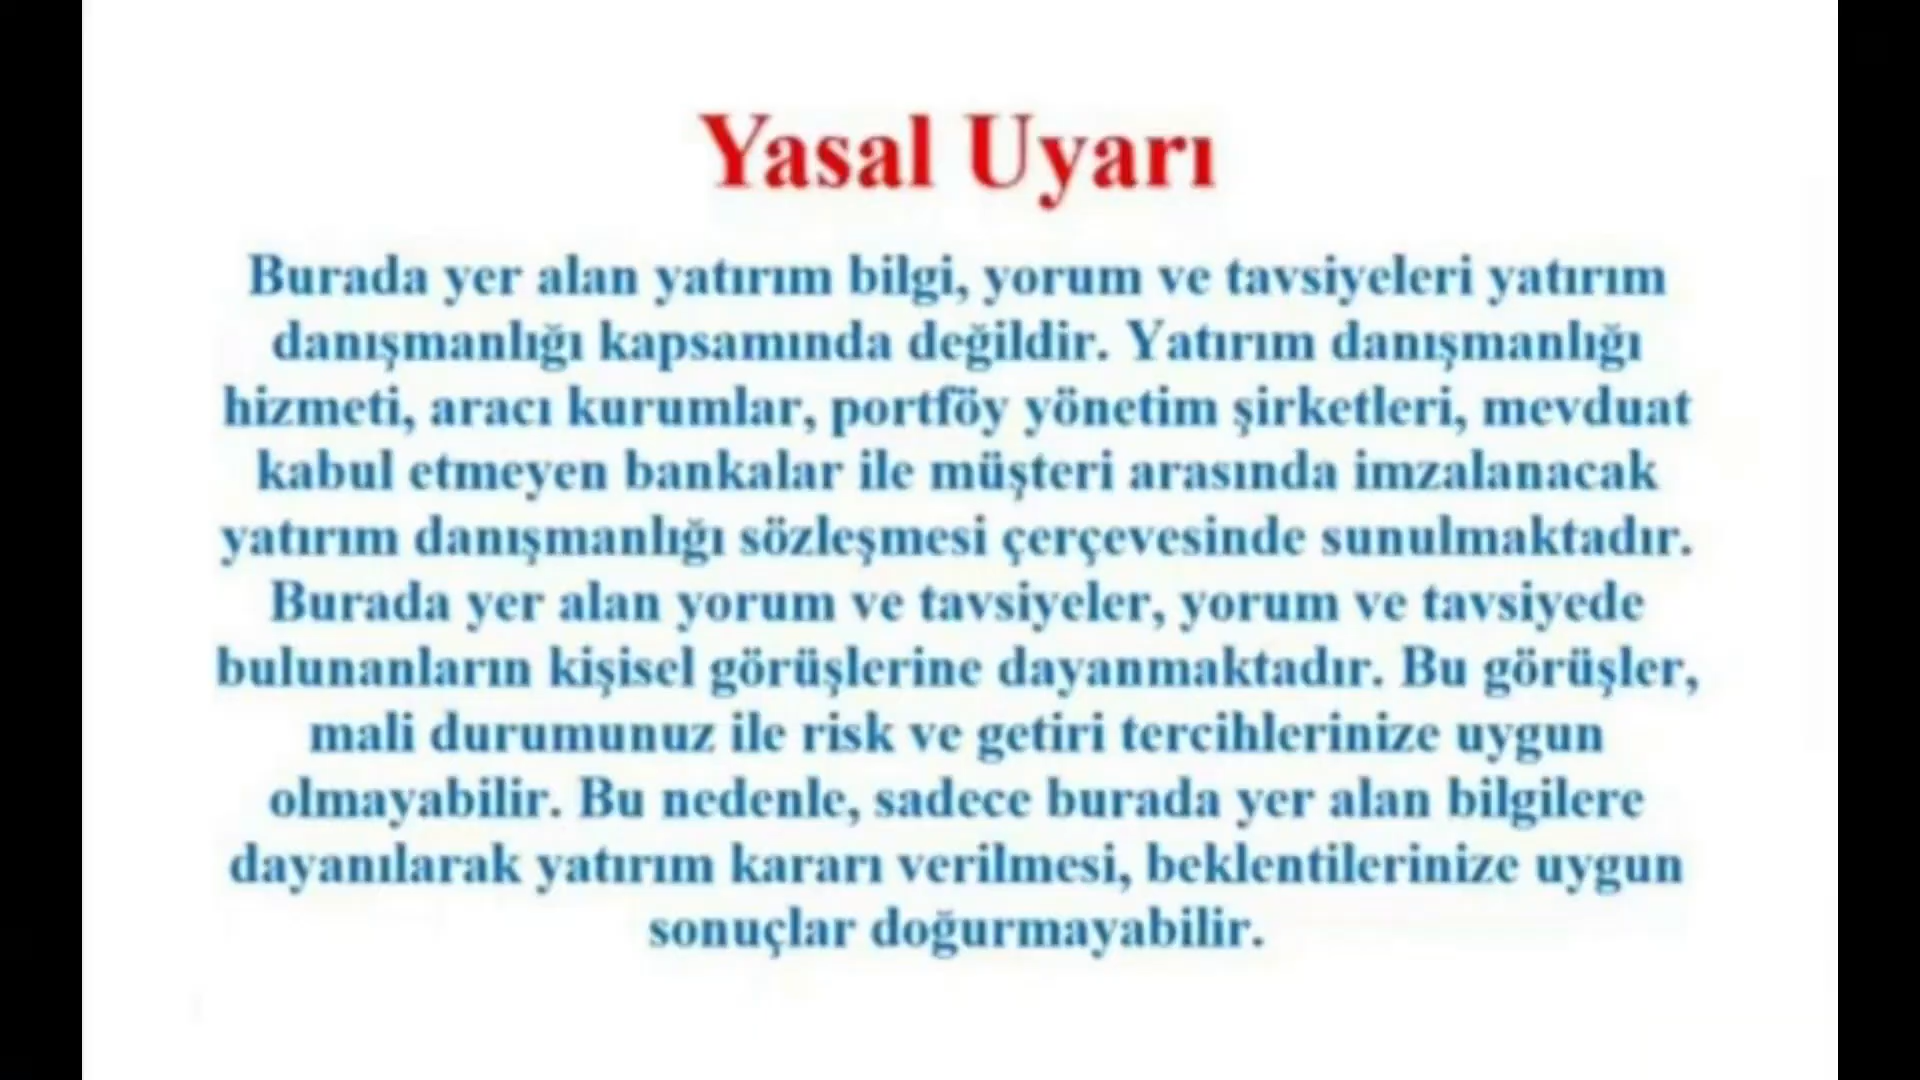 Yasal Uyarı
Burada yer alan yatırım bilgi, yorum ve tavsiyeleri yatırım
danışmanlığı kapsamında değildir. Yatırım danışmanlığı
hizmeti, aracı kurumlar, portföy yönetim şirketleri, mevduat
kabul etmeyen bankalar ile müşteri arasında imzalanacak
yatırım danışmanlığı sözleşmesi çerçevesinde sunulmaktadır.
Burada yer alan yorum ve tavsiyeler, yorum ve tavsiyede
bulunanların kişisel görüşlerine dayanmaktadır. Bu görüşler,
mali durumunuz ile risk ve getiri tercihlerinize uygun
olmayabilir. Bu nedenle, sadece burada yer alan bilgilere
dayanılarak yatırım kararı verilmesi, beklentilerinize uygun
sonuçlar doğurmayabilir.